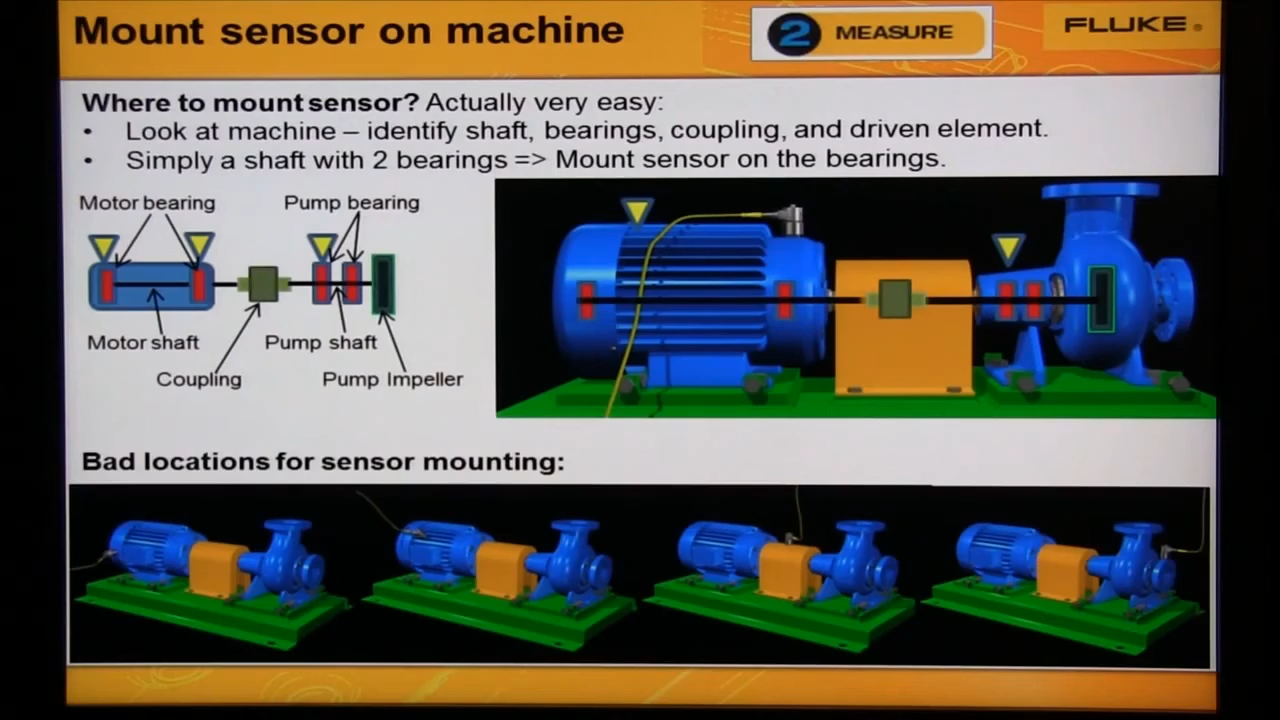 Mount sensor on machine
2 MEASURE
FLUKE ®
Where to mount sensor? Actually very easy:
• Look at machine – identify shaft, bearings, coupling, and driven element.
• Simply a shaft with 2 bearings => Mount sensor on the bearings.
Motor bearing
Pump bearing
Motor shaft
Pump shaft
Coupling
Pump Impeller
Bad locations for sensor mounting: